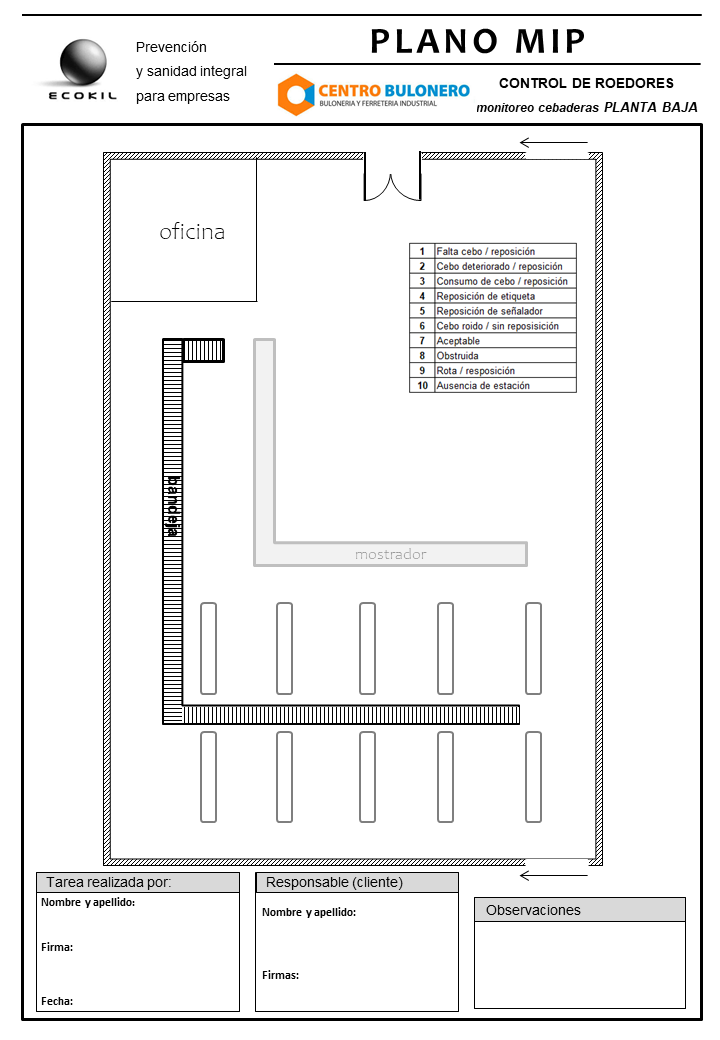 PLANO MIP
Prevención
y sanidad integral
para empresas
ECOKIL
CENTRO BULONERO
BULONERIA Y FERRETERIA INDUSTRIAL
CONTROL DE ROEDORES
monitoreo cebaderas PLANTA BAJA
oficina
1 Falta cebo / reposición
2 Cebo deteriorado / reposición
3 Consumo de cebo / reposición
4 Reposición de etiqueta
5 Reposición de señalador
6 Cebo roido / sin reposisición
7 Aceptable
8 Obstruida
9 Rota / resposición
10 Ausencia de estación
bandeja
mostrador
Tarea realizada por:
Nombre y apellido:
Firma:
Fecha:
Responsable (cliente)
Nombre y apellido:
Firmas:
Observaciones